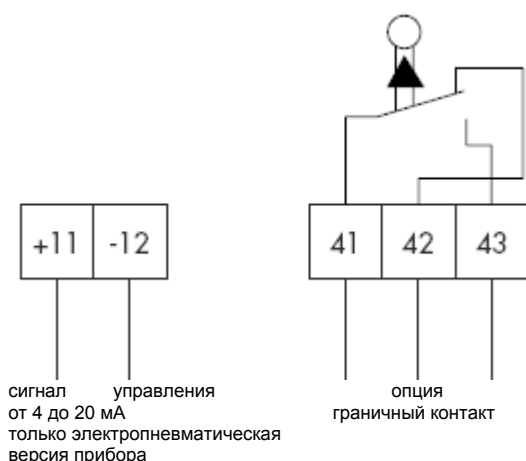 +11 -12 41 42 43
сигнал управления
от 4 до 20 мА
только электропневматическая
версия прибора
опция
граничный контакт